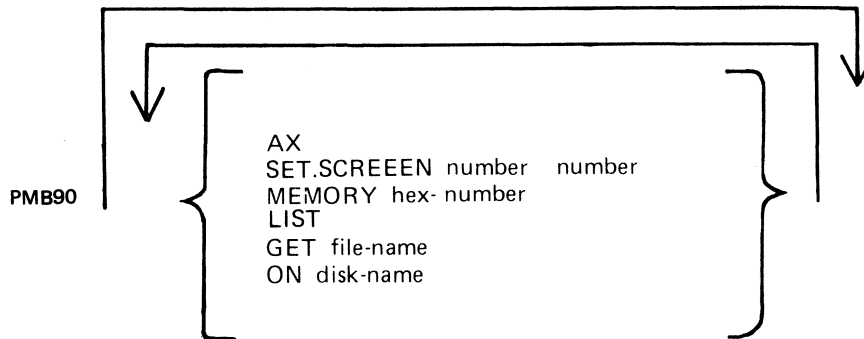 AX
SET.SCREEEN number number
MEMORY hex-number
PMB90
LIST
GET file-name
ON disk-name